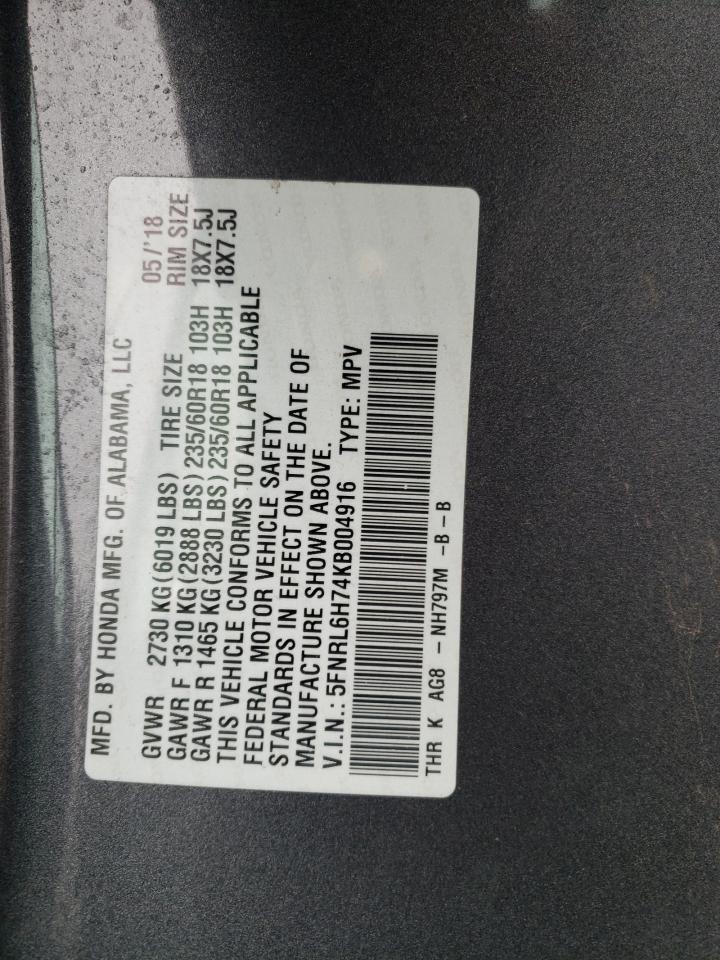 MFD. BY HONDA MFG. OF ALABAMA, LLC
GVWR 2730 KG(6019 LBS) TIRE SIZE 05/'18 RIM SIZE
GAWR F 1310 KG(2888 LBS)235/60R18 103H 18X7.5J
GAWR R 1465 KG(3230 LBS)235/60R18 103H 18X7.5J
THIS VEHICLE CONFORMS TO ALL APPLICABLE
FEDERAL MOTOR VEHICLE SAFETY
STANDARDS IN EFFECT ON THE DATE OF
MANUFACTURE SHOWN ABOVE.
V.I.N.:5FNRL6H74KB004916 TYPE: MPV
THR K AG8 - NH797M -B-B